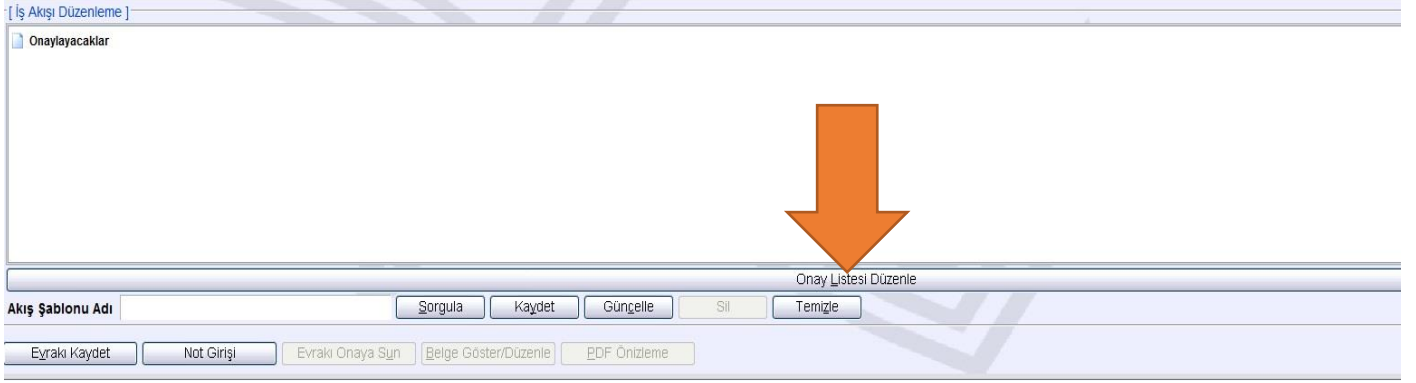 [ İş Akışı Düzenleme ]
Onaylayacaklar
Onay Listesi Düzenle
Akış Şablonu Adı Sorgula Kaydet Güncelle Sil Temizle
Evrakı Kaydet Not Girişi Evrakı Onaya Sun Belge Göster/Düzenle PDF Önizleme